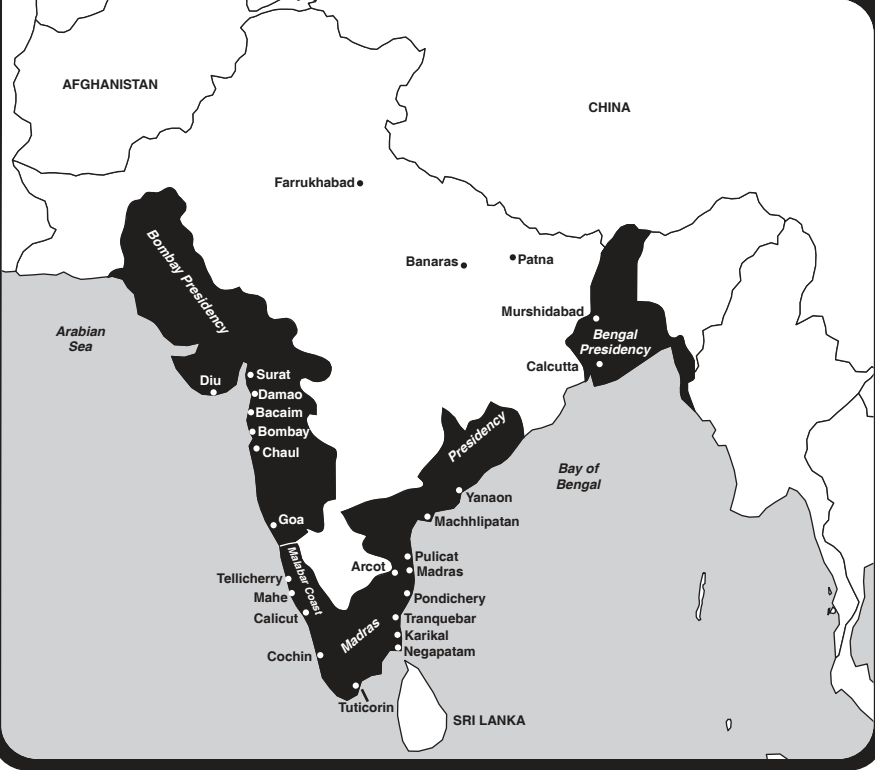 AFGHANISTAN
CHINA
Farrukhabad
Bombay Presidency
Banaras
Patna
Murshidabad
Arabian
Sea
Bengal
Presidency
Calcutta
Surat
Diu
Damao
Bacaim
Bombay
Chaul
Presidency
Bay of
Bengal
Yanaon
Goa
Machhlipatan
Malabar Coast
Pulicat
Arcot
Madras
Tellicherry
Mahe
Pondichery
Calicut
Tranquebar
Madras
Karikal
Cochin
Negapatam
Tuticorin
SRI LANKA